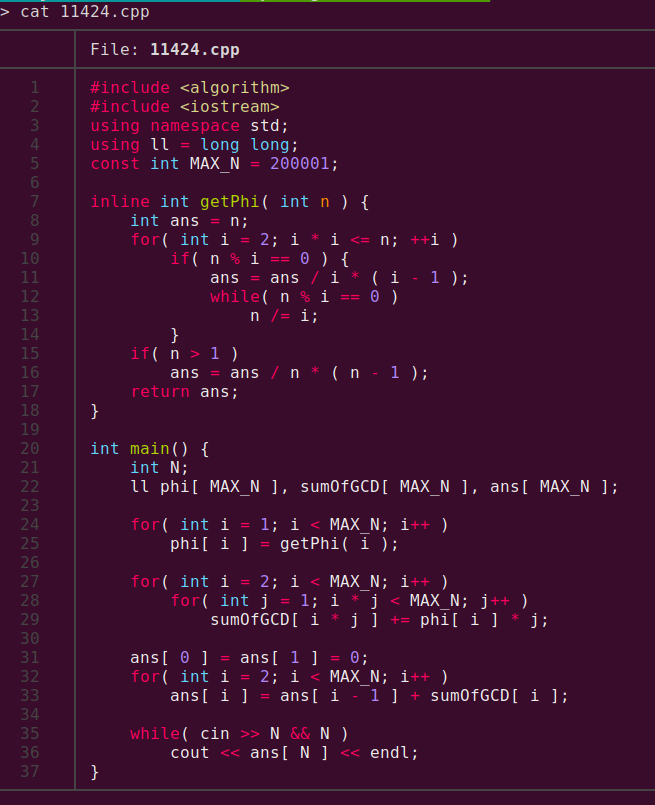 > cat 11424.cpp
File: 11424.cpp
1 #include <algorithm>
2 #include <iostream>
3 using namespace std;
4 using ll = long long;
5 const int MAX_N = 200001;
6
7 inline int getPhi( int n ) {
8     int ans = n;
9     for( int i = 2; i * i <= n; ++i )
10         if( n % i == 0 ) {
11             ans = ans / i * ( i - 1 );
12             while( n % i == 0 )
13                 n /= i;
14         }
15     if( n > 1 )
16         ans = ans / n * ( n - 1 );
17     return ans;
18 }
19
20 int main() {
21     int N;
22     ll phi[ MAX_N ], sumOfGCD[ MAX_N ], ans[ MAX_N ];
23
24     for( int i = 1; i < MAX_N; i++ )
25         phi[ i ] = getPhi( i );
26
27     for( int i = 2; i < MAX_N; i++ )
28         for( int j = 1; i * j < MAX_N; j++ )
29             sumOfGCD[ i * j ] += phi[ i ] * j;
30
31     ans[ 0 ] = ans[ 1 ] = 0;
32     for( int i = 2; i < MAX_N; i++ )
33         ans[ i ] = ans[ i - 1 ] + sumOfGCD[ i ];
34
35     while( cin >> N && N )
36         cout << ans[ N ] << endl;
37 }